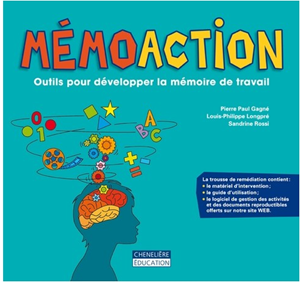 MÉMOACTION
Outils pour développer la mémoire de travail
Pierre Paul Gagné
Louis-Philippe Longpré
Sandrine Rossi
0
1
A
B
C
La trousse de remédiation contient :
• le matériel d'intervention ;
• le guide d'utilisation ;
• le logiciel de gestion des activités
et des documents reproductibles
offerts sur notre site WEB.
CHENELIÈRE
ÉDUCATION